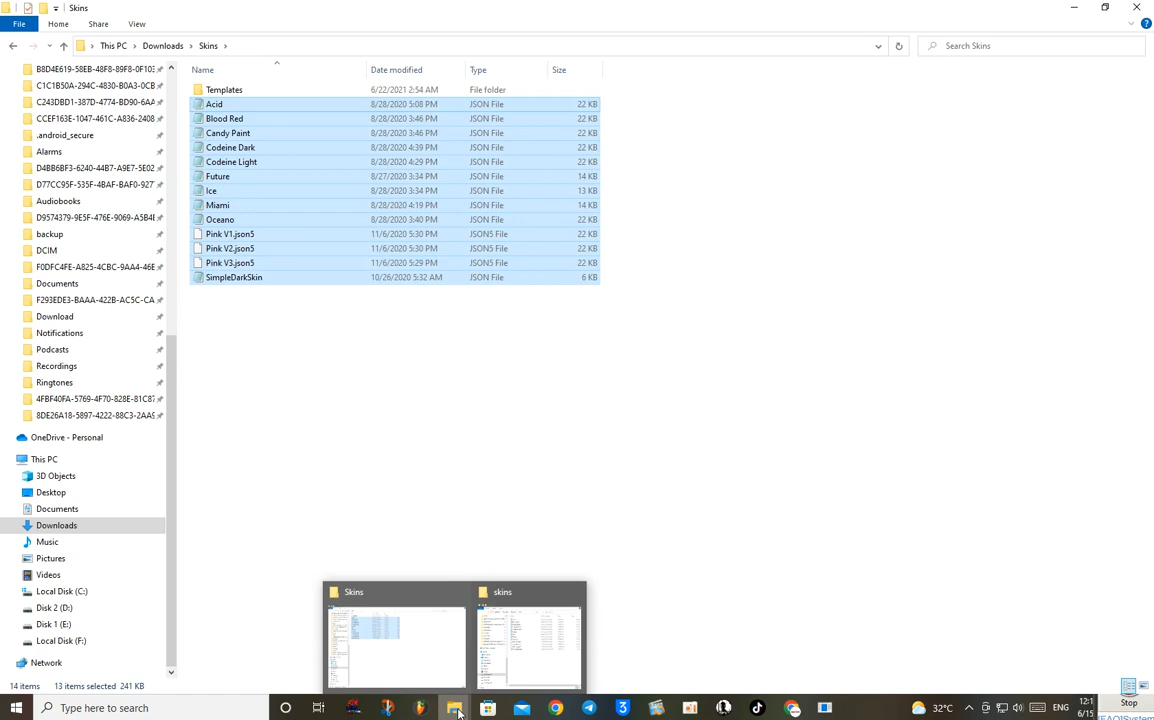 Skins
File Home Share View
This PC Downloads Skins
Search Skins
Name Date modified Type Size
B8D4E619-58EB-48F8-89F8-0F103
C1C1B50A-294C-4830-B0A3-0CB
C243DBD1-387D-4774-BD90-6AA
CCEF163E-1047-461C-A836-2408
.android_secure
Alarms
D4BB6BF3-6240-44B7-A9E7-5E02
D77CC95F-535F-4BAF-BAF0-927
Audiobooks
D9574379-9E5F-476E-9069-A5B4E
backup
DCIM
F0DFC4FE-A825-4CBC-9AA4-46E
Documents
F293EDE3-BAAA-422B-AC5C-CA
Download
Notifications
Podcasts
Recordings
Ringtones
4FBF40FA-5769-4F70-828E-81C87
8DE26A18-5897-4222-88C3-2AA9
OneDrive - Personal
This PC
3D Objects
Desktop
Documents
Downloads
Music
Pictures
Videos
Local Disk (C:)
Disk 2 (D:)
Disk 1 (E:)
Local Disk (F:)
Network
Templates 6/22/2021 2:54 AM File folder
Acid 8/28/2020 5:08 PM JSON File 22 KB
Blood Red 8/28/2020 3:46 PM JSON File 22 KB
Candy Paint 8/28/2020 3:46 PM JSON File 22 KB
Codeine Dark 8/28/2020 4:39 PM JSON File 22 KB
Codeine Light 8/28/2020 4:29 PM JSON File 22 KB
Future 8/27/2020 3:34 PM JSON File 14 KB
Ice 8/28/2020 3:34 PM JSON File 13 KB
Miami 8/28/2020 4:19 PM JSON File 14 KB
Oceano 8/28/2020 3:40 PM JSON File 22 KB
Pink V1.json5 11/6/2020 5:30 PM JSON5 File 22 KB
Pink V2.json5 11/6/2020 5:30 PM JSON5 File 22 KB
Pink V3.json5 11/6/2020 5:29 PM JSON5 File 22 KB
SimpleDarkSkin 10/26/2020 5:32 AM JSON File 6 KB
Skins skins
14 items 13 items selected 241 KB
Type here to search
32°C ENG
12:1
6/15
Stop